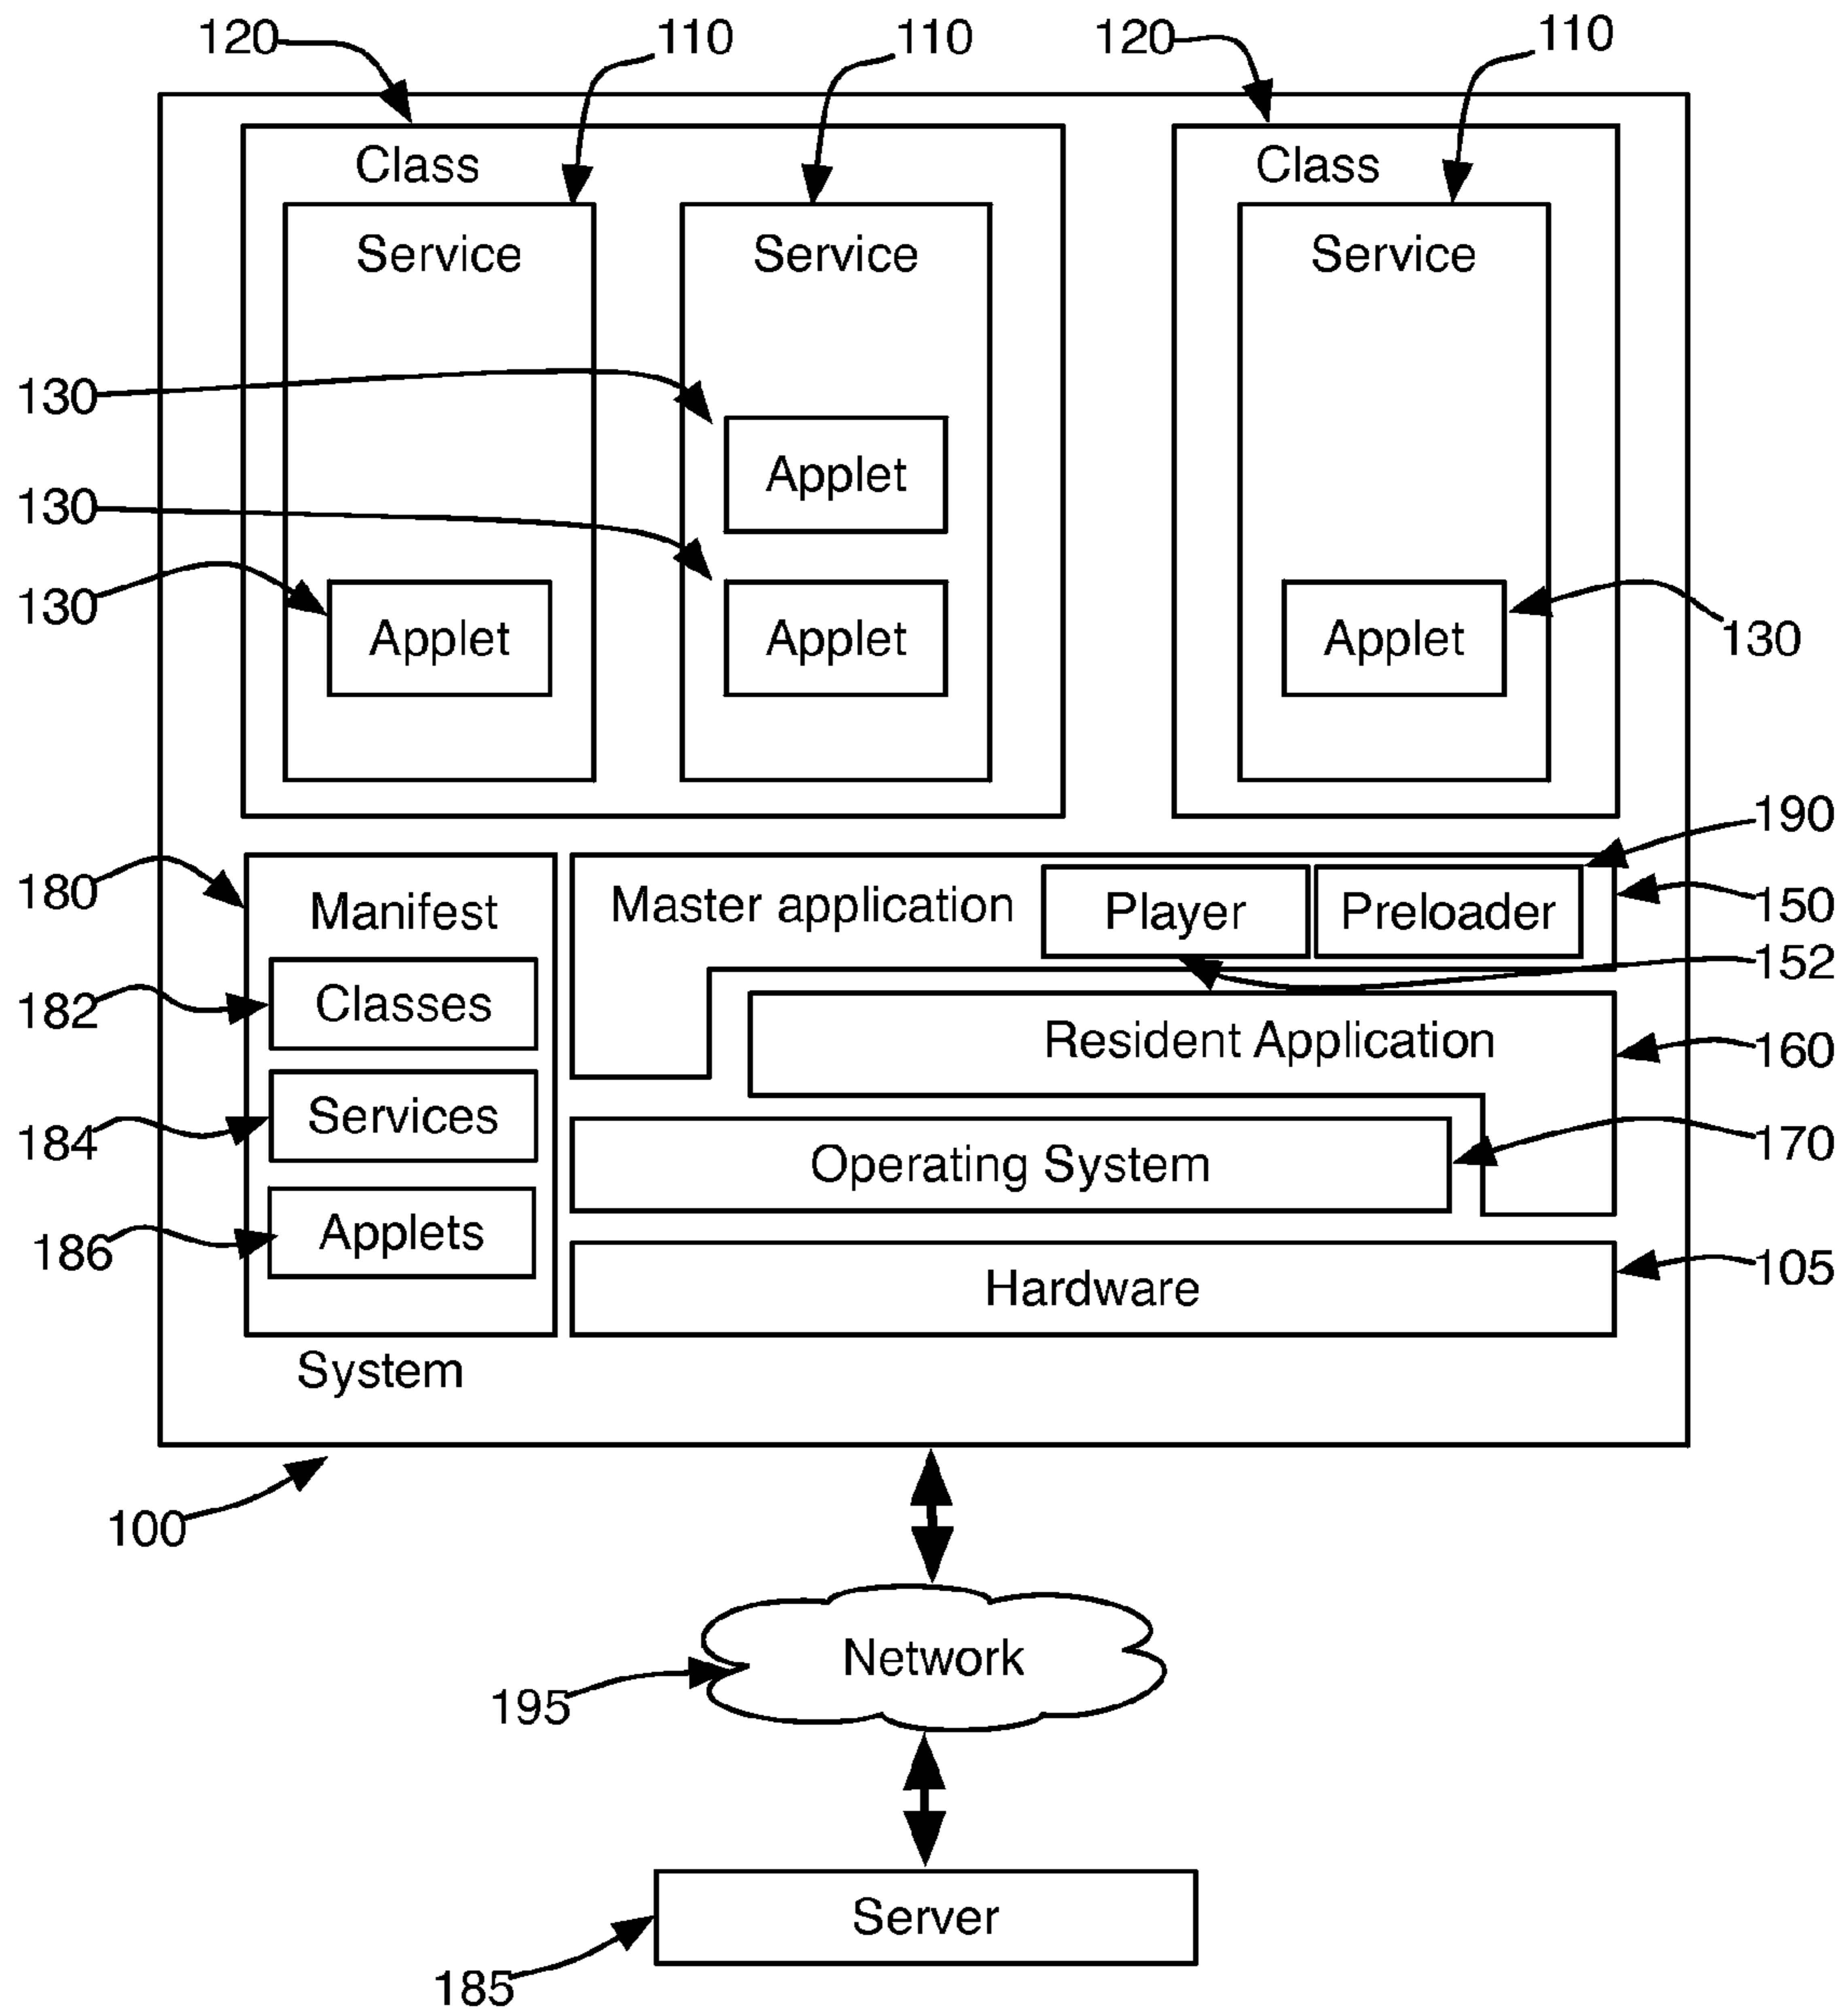 120 110 110 120 110
Class Class
Service Service Service
130
Applet
130
130 Applet Applet Applet 130
190
180 Manifest Master application Player Preloader 150
152
182 Classes
Resident Application 160
184 Services
Operating System 170
186 Applets
Hardware 105
System
100
Network
195
Server
185